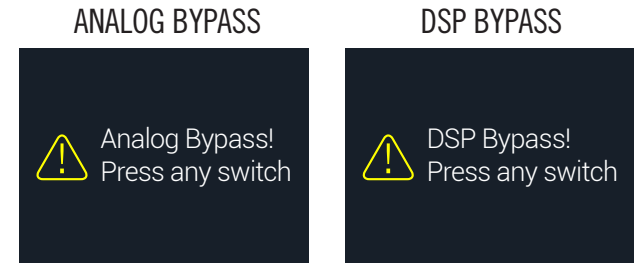 ANALOG BYPASS
Analog Bypass!
Press any switch
DSP BYPASS
DSP Bypass!
Press any switch